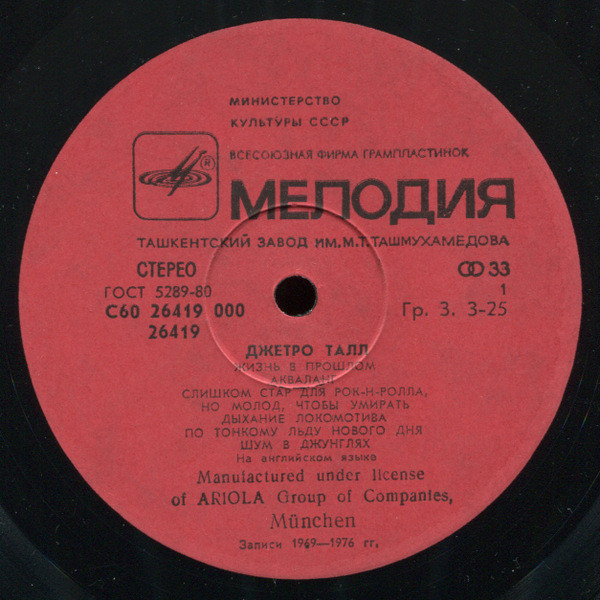 МИНИСТЕРСТВО
КУЛЬТУРЫ СССР
ВСЕСОЮЗНАЯ ФИРМА ГРАМПЛАСТИНОК
®
МЕЛОДИЯ
ТАШКЕНТСКИЙ ЗАВОД ИМ.М.Т.ТАШМУХАМЕДОВА
СТЕРЕО 33
ГОСТ 5289-80 1
С60 26419 000 Гр. 3. 3-25
26419
ДЖЕТРО ТАЛЛ
ЖИЗНЬ В ПРОШЛОМ
АКВАЛАНГ
СЛИШКОМ СТАР ДЛЯ РОК-Н-РОЛЛА,
НО МОЛОД, ЧТОБЫ УМИРАТЬ
ДЫХАНИЕ ЛОКОМОТИВА
ПО ТОНКОМУ ЛЬДУ НОВОГО ДНЯ
ШУМ В ДЖУНГЛЯХ
На английском языке
Manufactured under license
of ARIOLA Group of Companies,
München
Записи 1969—1976 гг.